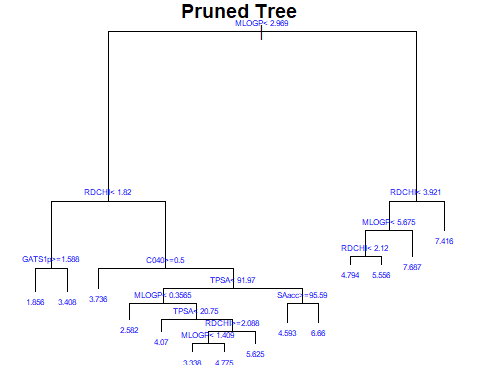 Pruned Tree
MLOGP< 2.969
RDCHI< 1.82
RDCHI< 3.921
MLOGP< 5.675
7.416
RDCHI< 2.12
GATS1p>=1.588
C040>=0.5
7.687
4.794
5.556
TPSA< 91.97
1.856
3.408
3.736
MLOGP< 0.3565
SAacc>=95.59
TPSA< 20.75
2.582
RDCHI>=2.088
4.593
6.66
4.07
MLOGP< 1.409
5.625
3.338
4.775